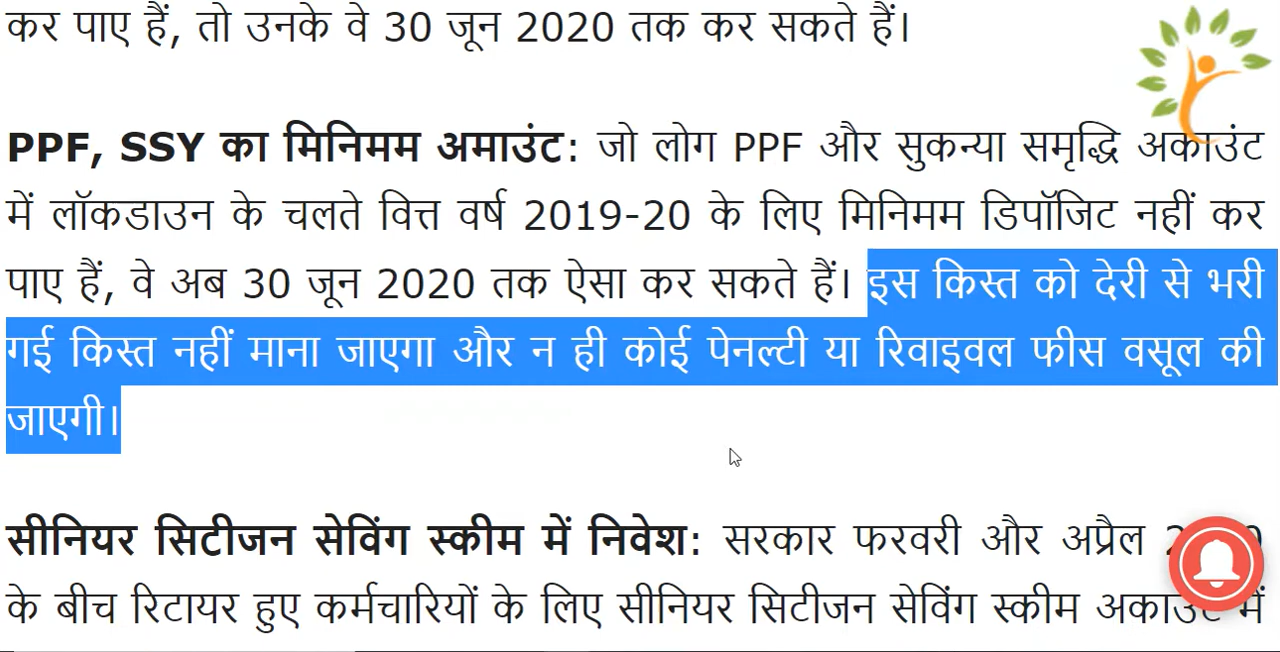 कर पाए हैं, तो उनके वे 30 जून 2020 तक कर सकते हैं।
PPF, SSY का मिनिमम अमाउंट: जो लोग PPF और सुकन्या समृद्धि अकाउंट
में लॉकडाउन के चलते वित्त वर्ष 2019-20 के लिए मिनिमम डिपॉजिट नहीं कर
पाए हैं, वे अब 30 जून 2020 तक ऐसा कर सकते हैं। इस किस्त को देरी से भरी
गई किस्त नहीं माना जाएगा और न ही कोई पेनल्टी या रिवाइवल फीस वसूल की
जाएगी।
सीनियर सिटीजन सेविंग स्कीम में निवेश: सरकार फरवरी और अप्रैल
के बीच रिटायर हुए कर्मचारियों के लिए सीनियर सिटीजन सेविंग स्कीम अकाउंट में